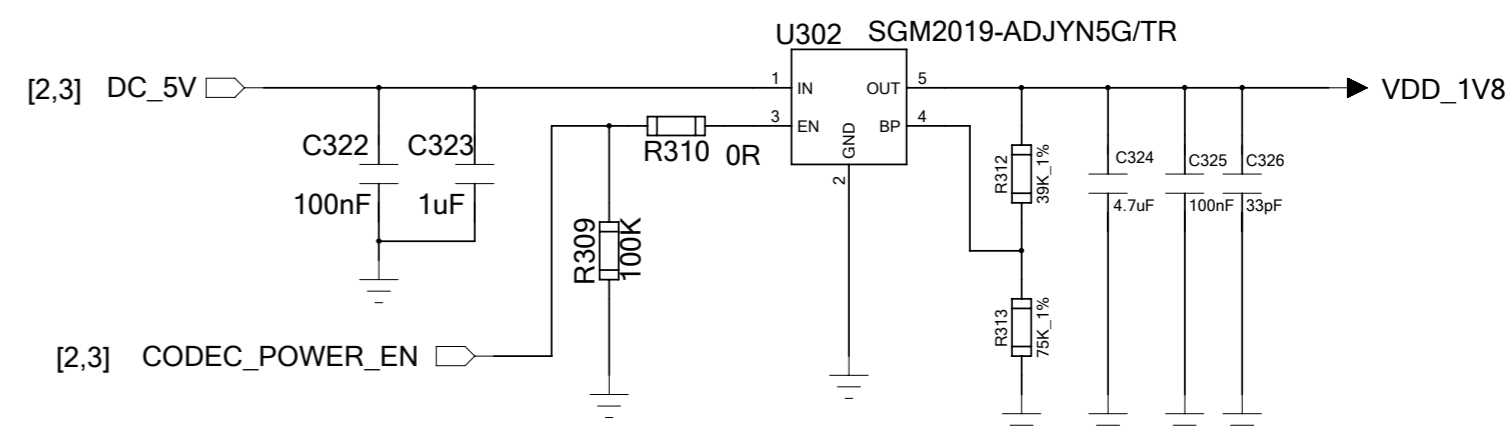 U302 SGM2019-ADJYN5G/TR
[2,3] DC_5V
1 IN OUT 5
VDD_1V8
3 EN BP 4
GND
2
C322
100nF
C323
1uF
R310 0R
R309
100K
R312
39K_1%
C324
4.7uF
C325
100nF
C326
33pF
R313
75K_1%
[2,3] CODEC_POWER_EN